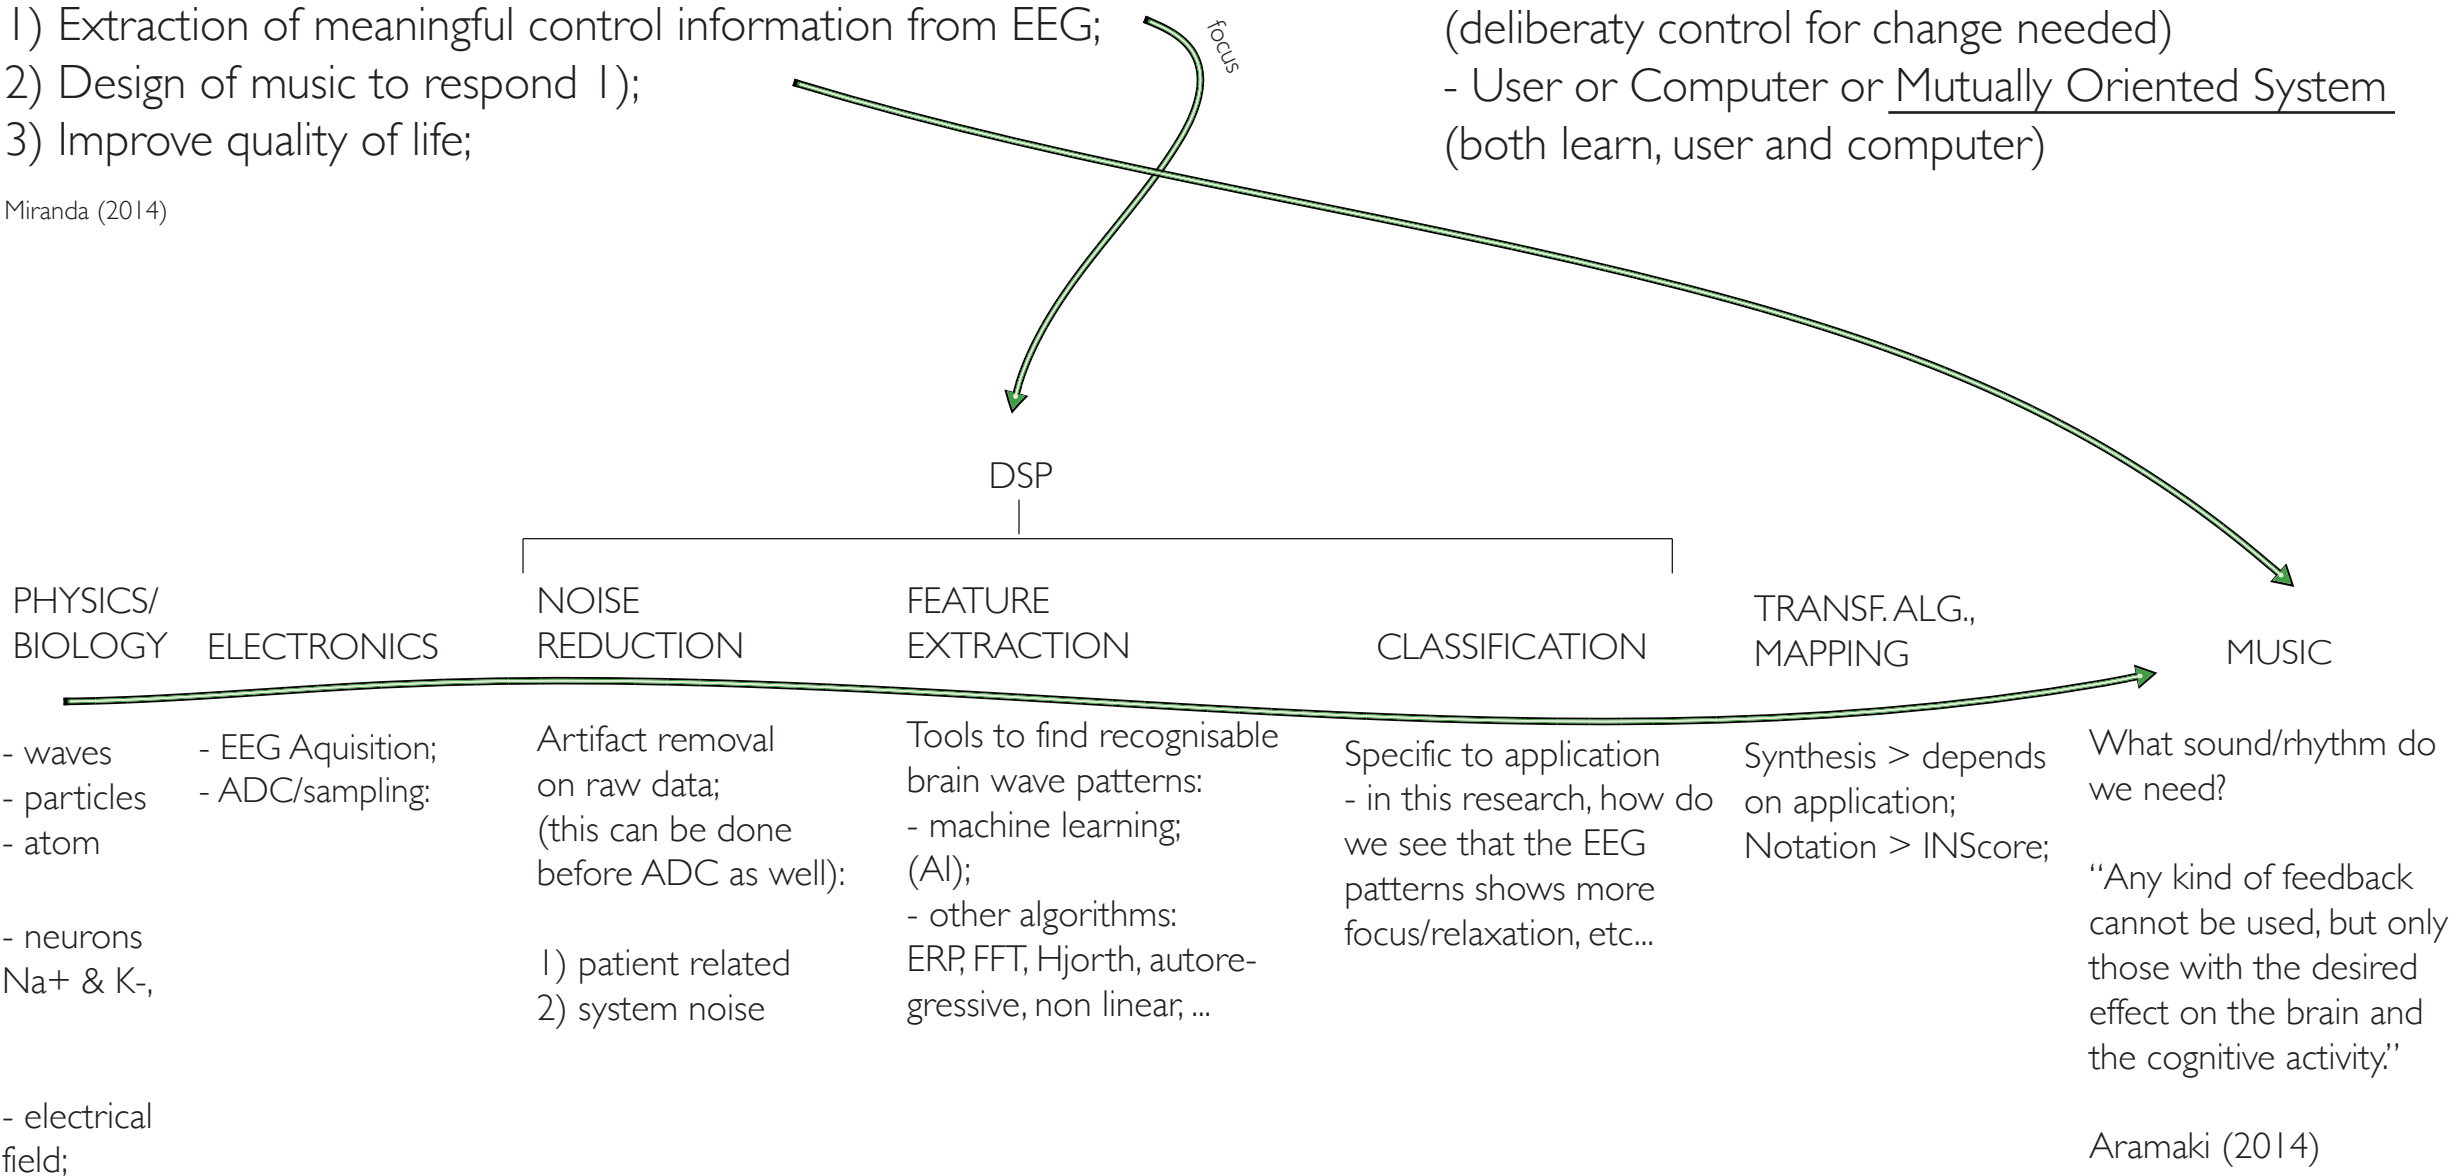 1) Extraction of meaningful control information from EEG;
2) Design of music to respond 1);
3) Improve quality of life;
Miranda (2014)
focus
(deliberaty control for change needed)
- User or Computer or Mutually Oriented System
(both learn, user and computer)
DSP
PHYSICS/
BIOLOGY
- waves
- particles
- atom
- neurons
Na+ & K-,
- electrical
field;
ELECTRONICS
- EEG Aquisition;
- ADC/sampling:
NOISE
REDUCTION
Artifact removal
on raw data;
(this can be done
before ADC as well):
1) patient related
2) system noise
FEATURE
EXTRACTION
Tools to find recognisable
brain wave patterns:
- machine learning;
(AI);
- other algorithms:
ERP, FFT, Hjorth, autore-
gressive, non linear, ...
CLASSIFICATION
Specific to application
- in this research, how do
we see that the EEG
patterns shows more
focus/relaxation, etc...
TRANSF. ALG.,
MAPPING
Synthesis > depends
on application;
Notation > INScore;
MUSIC
What sound/rhythm do
we need?
“Any kind of feedback
cannot be used, but only
those with the desired
effect on the brain and
the cognitive activity.”
Aramaki (2014)